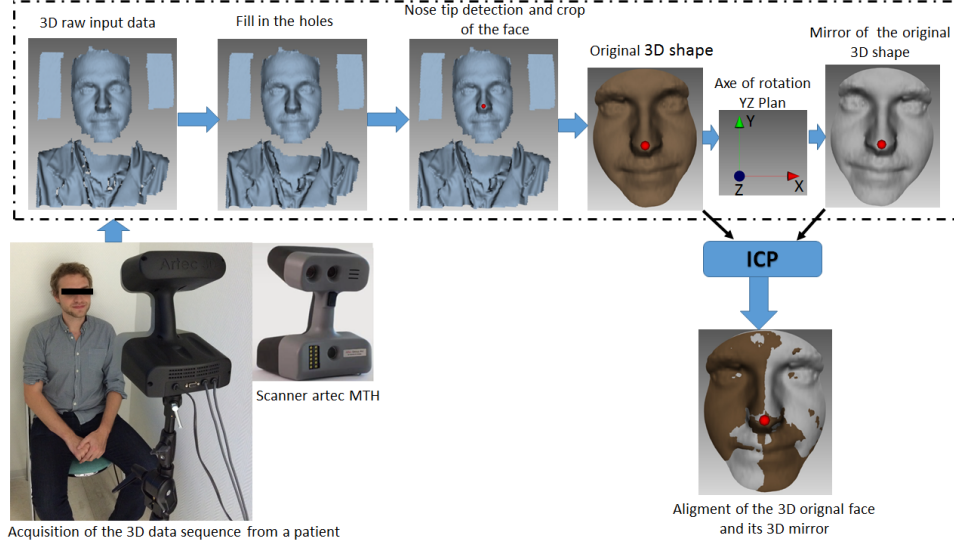 3D raw input data
Fill in the holes
Nose tip detection and crop
of the face
Original 3D shape
Axe of rotation
YZ Plan
Mirror of the original
3D shape
Y
Z
X
ICP
Artec
Scanner artec MTH
Acquisition of the 3D data sequence from a patient
Aligment of the 3D orignal face
and its 3D mirror